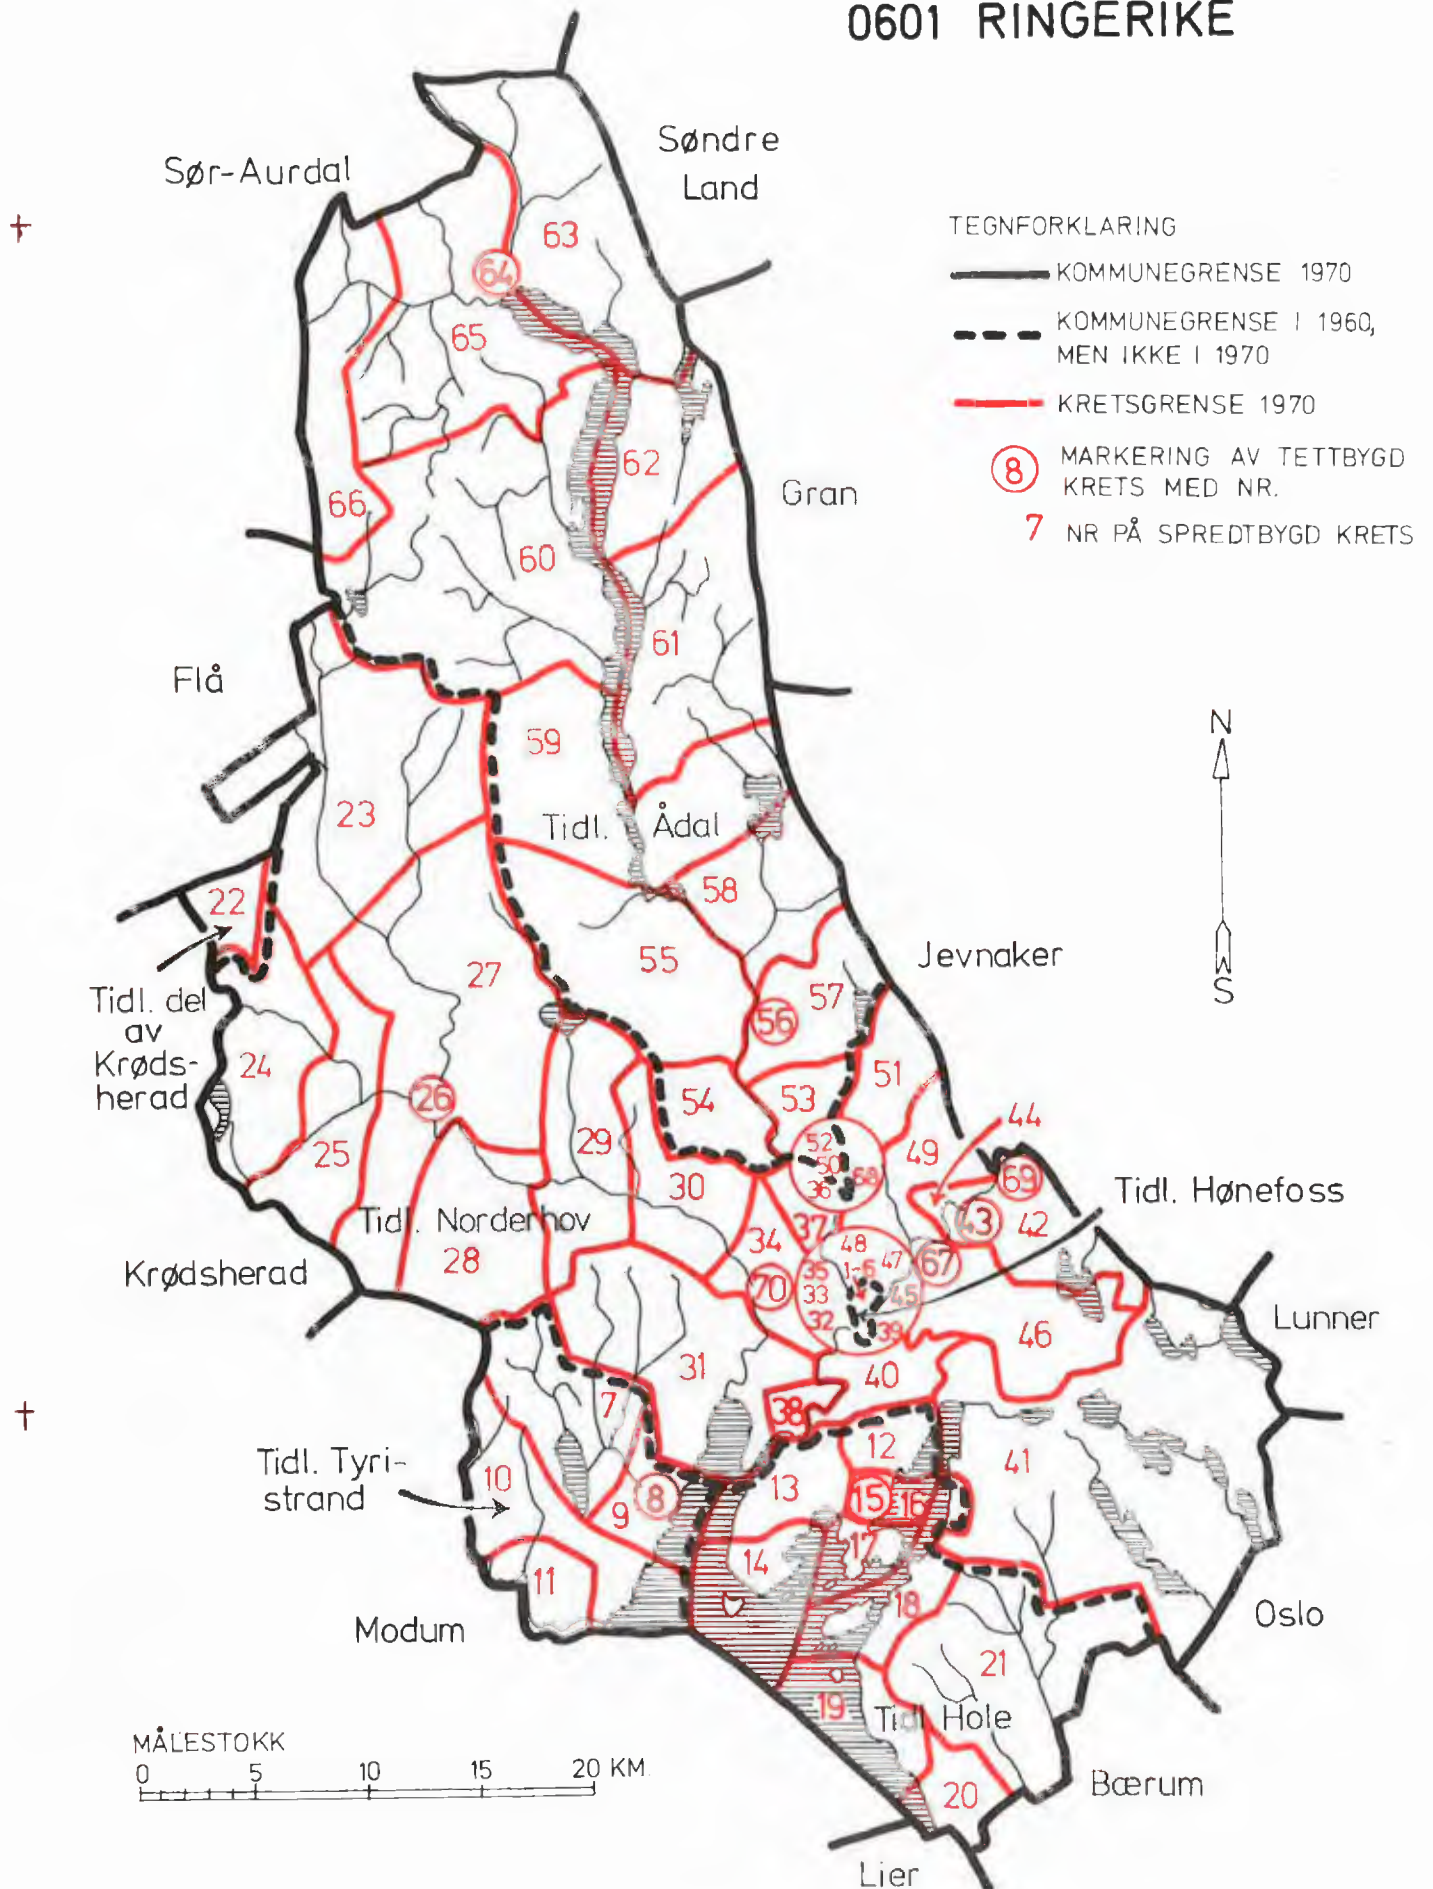 0601 RINGERIKE
Søndre
Land
Sør-Aurdal
TEGNFORKLARING
KOMMUNEGRENSE 1970
KOMMUNEGRENSE I 1960,
MEN IKKE I 1970
KRETSGRENSE 1970
8 MARKERING AV TETTBYGD
KRETS MED NR.
7 NR PÅ SPREDTBYGD KRETS
63
64
65
62
Gran
66
60
61
Flå
N
S
59
23
Tidl. Ådal
58
22
55
27
Jevnaker
57
56
Tidl. del
av
Krøds-
herad
24
26
51
54
53
44
25
29
52
50
68
36
49
69
30
43
42
Tidl. Hønefoss
Tidl. Norderhov
28
34
37
48
47
67
35
1-6
33
45
32
39
70
Krødsherad
Lunner
46
31
40
7
38
12
41
Tidl. Tyri-
strand
10
13
15
16
8
9
17
14
11
18
Modum
Oslo
21
19
Tidl Hole
MÅLESTOKK
0 5 10 15 20 KM.
20
Bærum
Lier